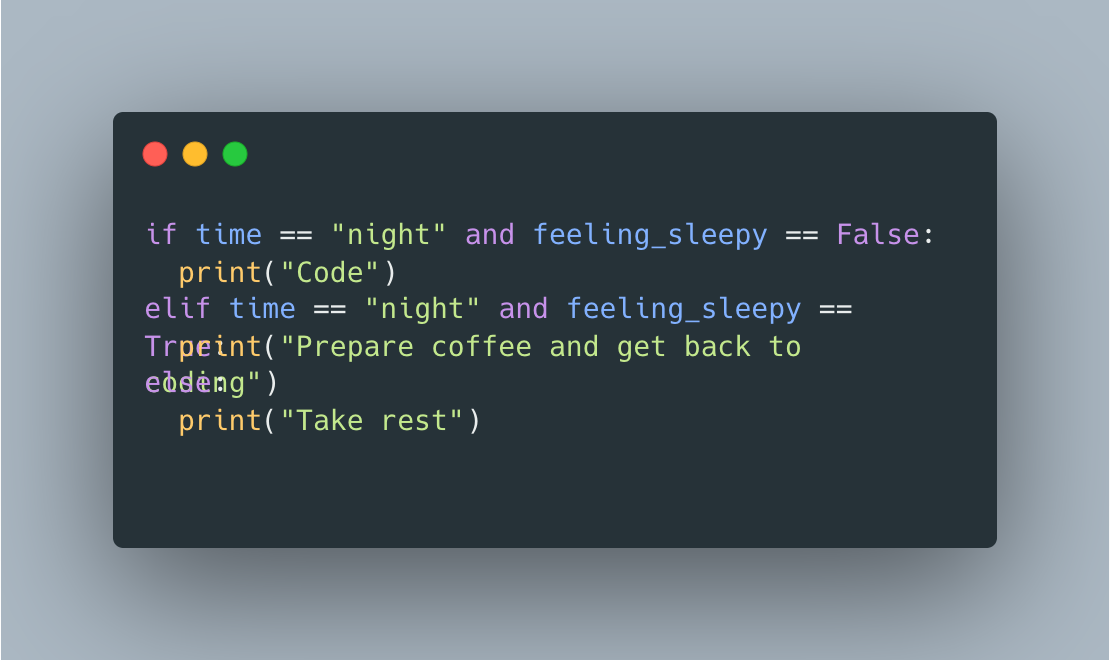 if time == "night" and feeling_sleepy == False:
  print("Code")
elif time == "night" and feeling_sleepy ==
True:
  print("Prepare coffee and get back to
coding")
else:
  print("Take rest")